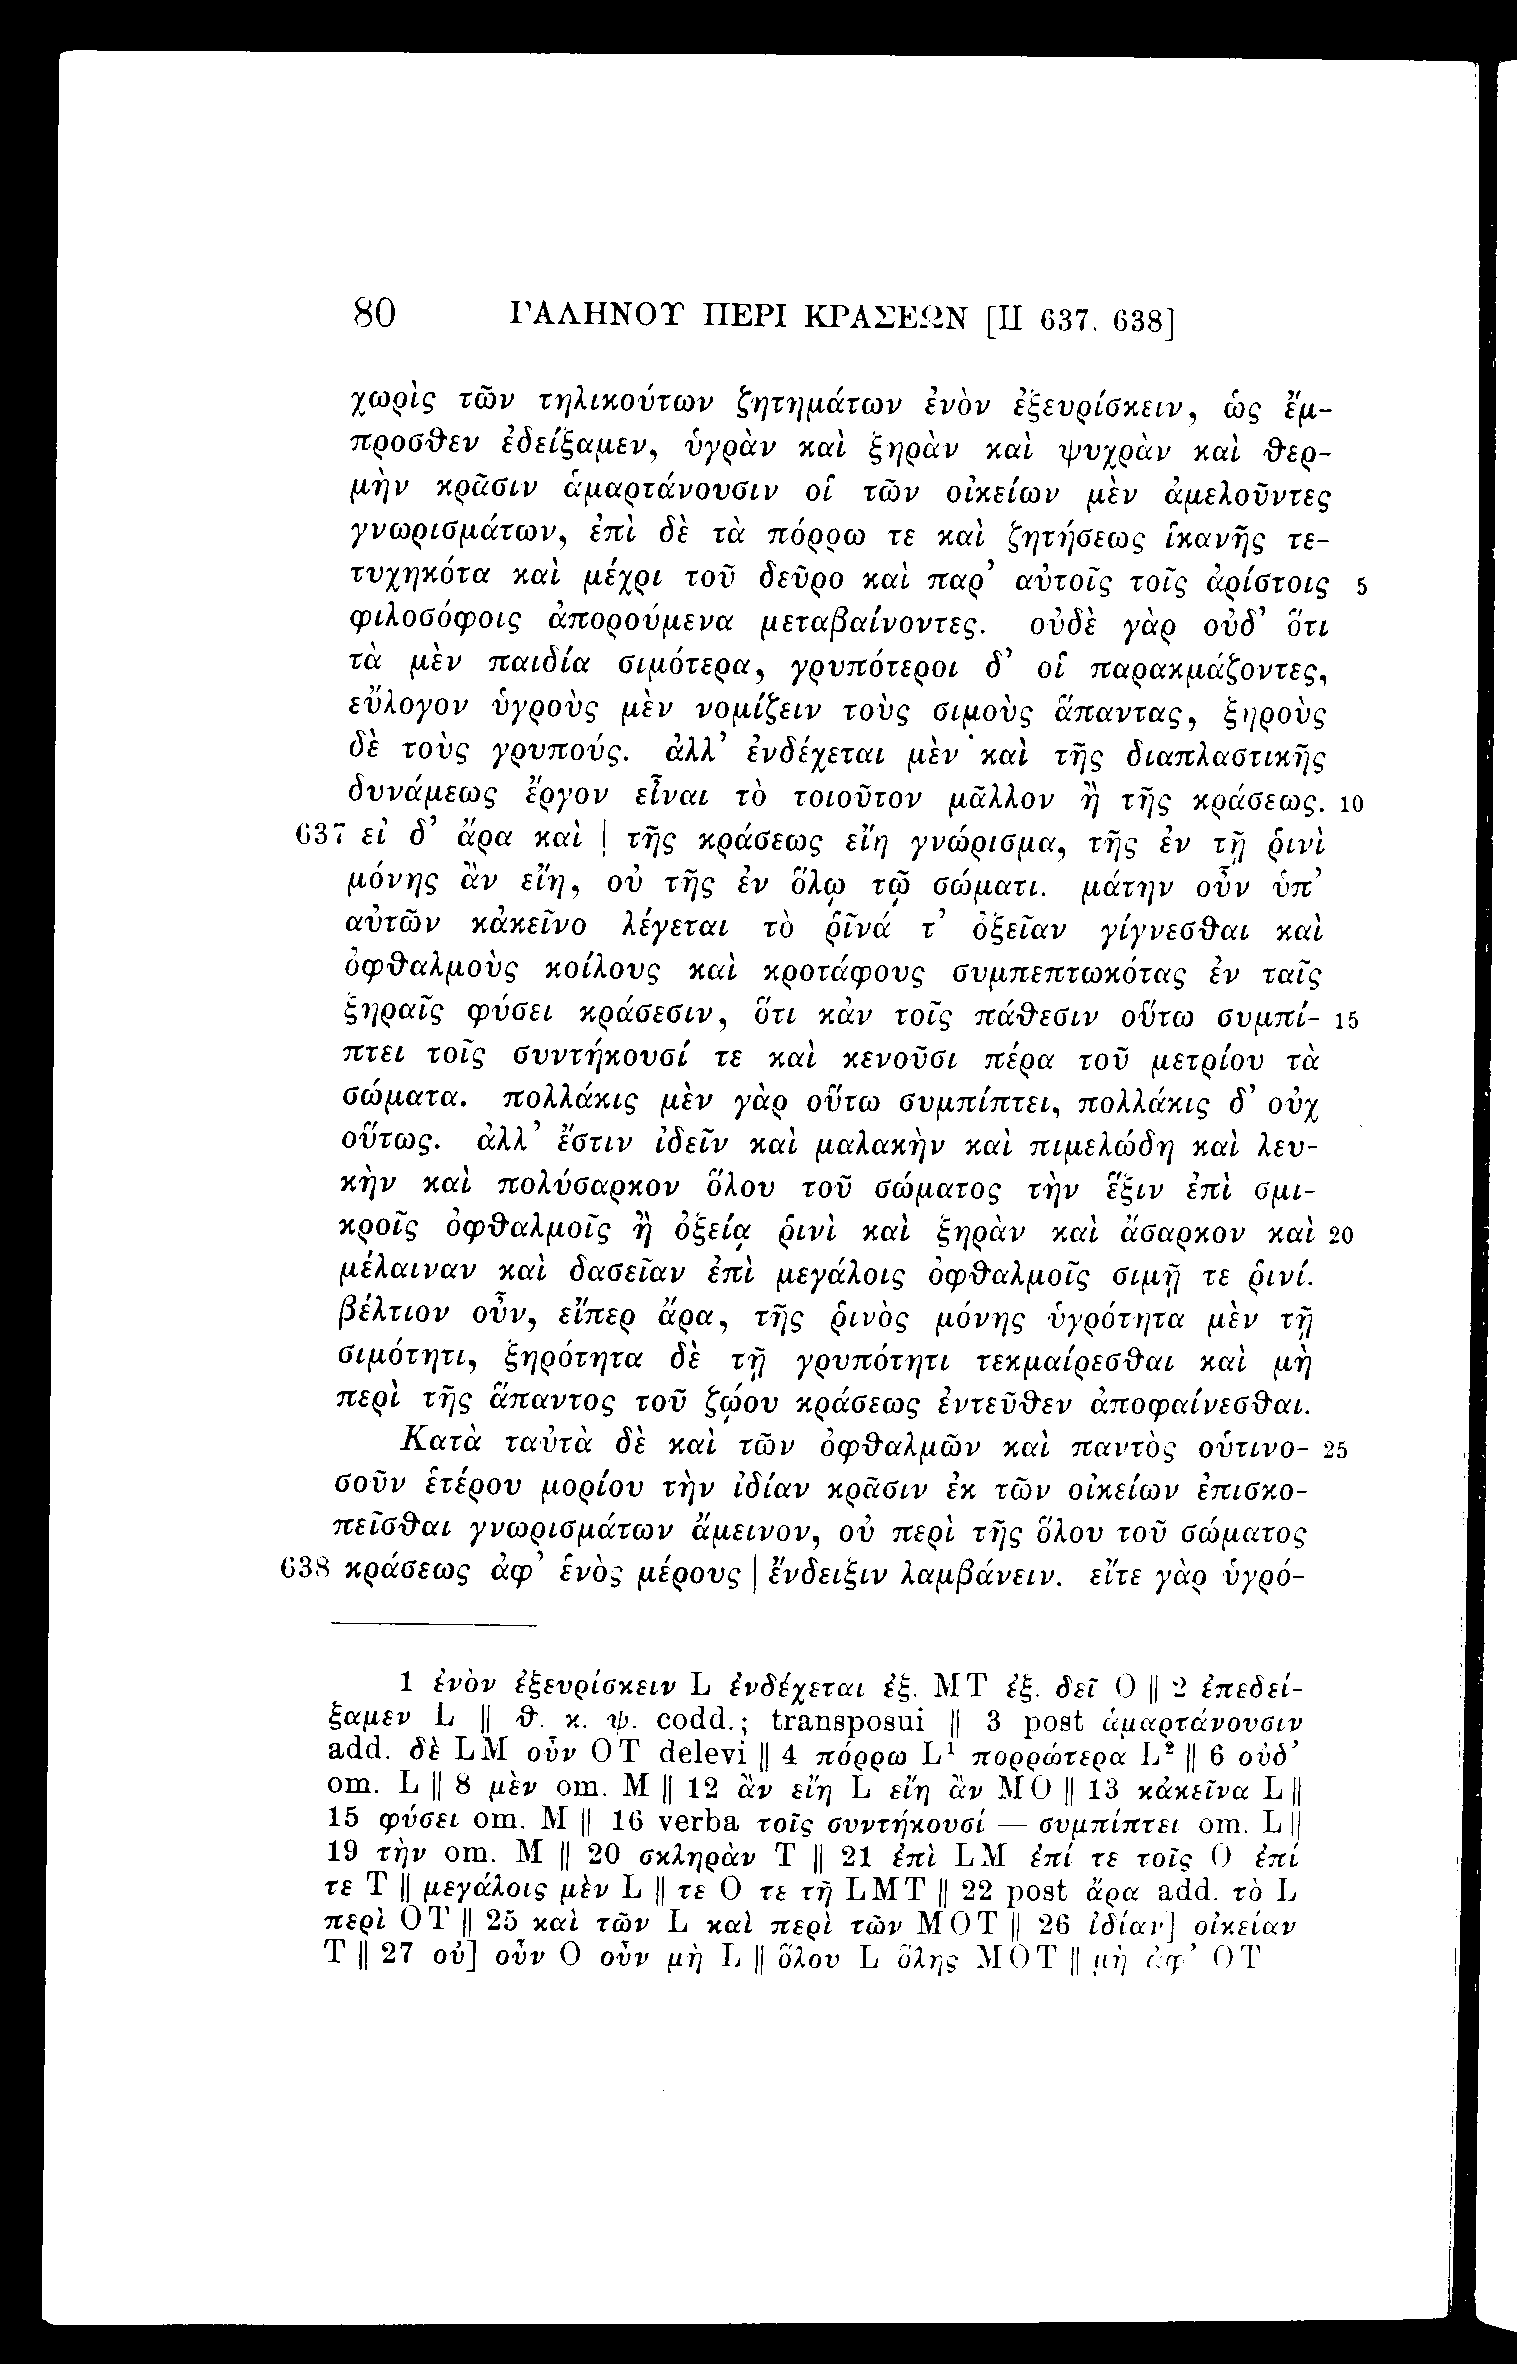 80 ΓΑΛΗΝΟΥ ΠΕΡΙ ΚΡΑΣΕΩΝ [II 637. 638]
χωρὶς τῶν τηλικούτων ζητημάτων ἐνὸν ἐξευρίσκειν, ὡς ἔμ-
προσθεν ἐδείξαμεν, ὑγρὰν καὶ ξηρὰν καὶ ψυχρὰν καὶ θερ-
μὴν κρᾶσιν ἁμαρτάνουσιν οἱ τῶν οἰκείων μὲν ἀμελοῦντες
γνωρισμάτων, ἐπὶ δὲ τὰ πόρρω τε καὶ ζητήσεως ἱκανῆς τε-
τυχηκότα καὶ μέχρι τοῦ δεῦρο καὶ παρ’ αὐτοῖς τοῖς ἀρίστοις 5
φιλοσόφοις ἀπορούμενα μεταβαίνοντες. οὐδὲ γὰρ οὐδ’ ὅτι
τὰ μὲν παιδία σιμότερα, γρυπότεροι δ’ οἱ παρακμάζοντες,
εὔλογον ὑγροὺς μὲν νομίζειν τοὺς σιμοὺς ἅπαντας, ξηροὺς
δὲ τοὺς γρυπούς. ἀλλ’ ἐνδέχεται μὲν καὶ τῆς διαπλαστικῆς
δυνάμεως ἔργον εἶναι τὸ τοιοῦτον μᾶλλον ἢ τῆς κράσεως. 10
637 εἰ δ’ ἄρα καὶ | τῆς κράσεως εἴη γνώρισμα, τῆς ἐν τῇ ῥινὶ
μόνης ἂν εἴη, οὐ τῆς ἐν ὅλῳ τῷ σώματι. μάτην οὖν ὑπ’
αὐτῶν κἀκεῖνο λέγεται τὸ ῥῖνά τ’ ὀξεῖαν γίγνεσθαι καὶ
ὀφθαλμοὺς κοίλους καὶ κροτάφους συμπεπτωκότας ἐν ταῖς
ξηραῖς φύσει κράσεσιν, ὅτι κἀν τοῖς πάθεσιν οὕτω συμπί- 15
πτει τοῖς συντήκουσί τε καὶ κενοῦσι πέρα τοῦ μετρίου τὰ
σώματα. πολλάκις μὲν γὰρ οὕτω συμπίπτει, πολλάκις δ’ οὐχ
οὕτως. ἀλλ’ ἔστιν ἰδεῖν καὶ μαλακὴν καὶ πιμελώδη καὶ λευ-
κὴν καὶ πολύσαρκον ὅλου τοῦ σώματος τὴν ἕξιν ἐπὶ σμι-
κροῖς ὀφθαλμοῖς ἢ ὀξείᾳ ῥινὶ καὶ ξηρὰν καὶ ἄσαρκον καὶ 20
μέλαιναν καὶ δασεῖαν ἐπὶ μεγάλοις ὀφθαλμοῖς σιμῇ τε ῥινί.
βέλτιον οὖν, εἴπερ ἄρα, τῆς ῥινὸς μόνης ὑγρότητα μὲν τῇ
σιμότητι, ξηρότητα δὲ τῇ γρυπότητι τεκμαίρεσθαι καὶ μὴ
περὶ τῆς ἅπαντος τοῦ ζῴου κράσεως ἐντεῦθεν ἀποφαίνεσθαι.
Κατὰ ταὐτὰ δὲ καὶ τῶν ὀφθαλμῶν καὶ παντὸς οὑτινο- 25
σοῦν ἑτέρου μορίου τὴν ἰδίαν κρᾶσιν ἐκ τῶν οἰκείων ἐπισκο-
πεῖσθαι γνωρισμάτων ἄμεινον, οὐ περὶ τῆς ὅλου τοῦ σώματος
638 κράσεως ἀφ’ ἑνὸς μέρους | ἔνδειξιν λαμβάνειν. εἴτε γὰρ ὑγρό-
1 ἐνὸν ἐξευρίσκειν L ἐνδέχεται ἐξ. MT ἐξ. δεῖ O || 2 ἐπεδεί-
ξαμεν L || θ. κ. ψ. codd.; transposui || 3 post ἁμαρτάνουσιν
add. δὲ LM οὖν OT delevi || 4 πόρρω L¹ πορρώτερα L² || 6 οὐδ’
om. L || 8 μὲν om. M || 12 ἂν εἴη L εἴη ἂν MO || 13 κἀκεῖνα L ||
15 φύσει om. M || 16 verba τοῖς συντήκουσί — συμπίπτει om. L ||
19 τὴν om. M || 20 σκληρὰν T || 21 ἐπὶ LM ἐπί τε τοῖς O ἐπί
τε T || μεγάλοις μὲν L || τε O τε τῇ LMT || 22 post ἄρα add. τὸ L
περὶ OT || 25 καὶ τῶν L καὶ περὶ τῶν MOT || 26 ἰδίαν] οἰκείαν
T || 27 οὐ] οὖν O οὖν μὴ L || ὅλου L ὅλης MOT || μὴ ἀφ’ OT